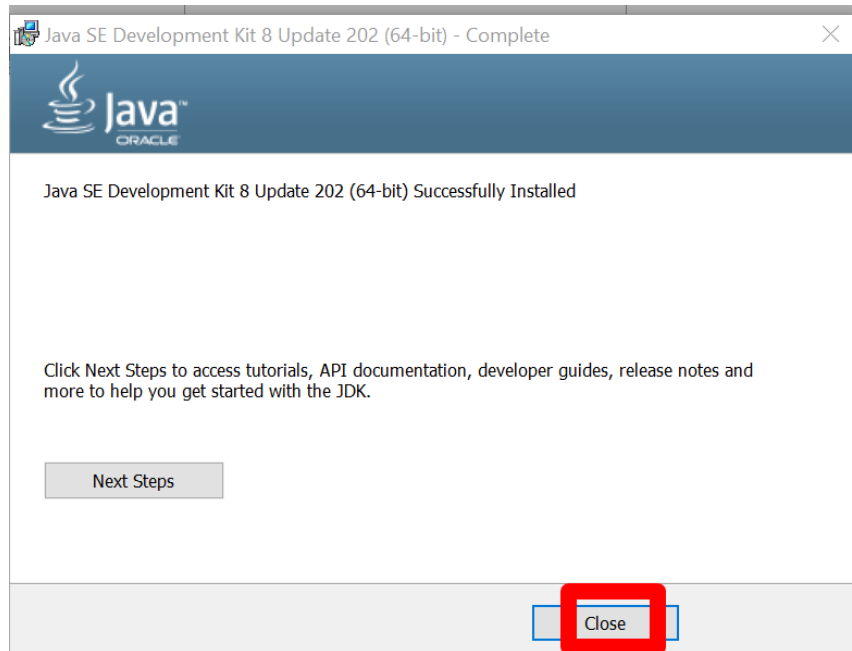 Java SE Development Kit 8 Update 202 (64-bit) - Complete
Java™
ORACLE
Java SE Development Kit 8 Update 202 (64-bit) Successfully Installed
Click Next Steps to access tutorials, API documentation, developer guides, release notes and
more to help you get started with the JDK.
Next Steps
Close